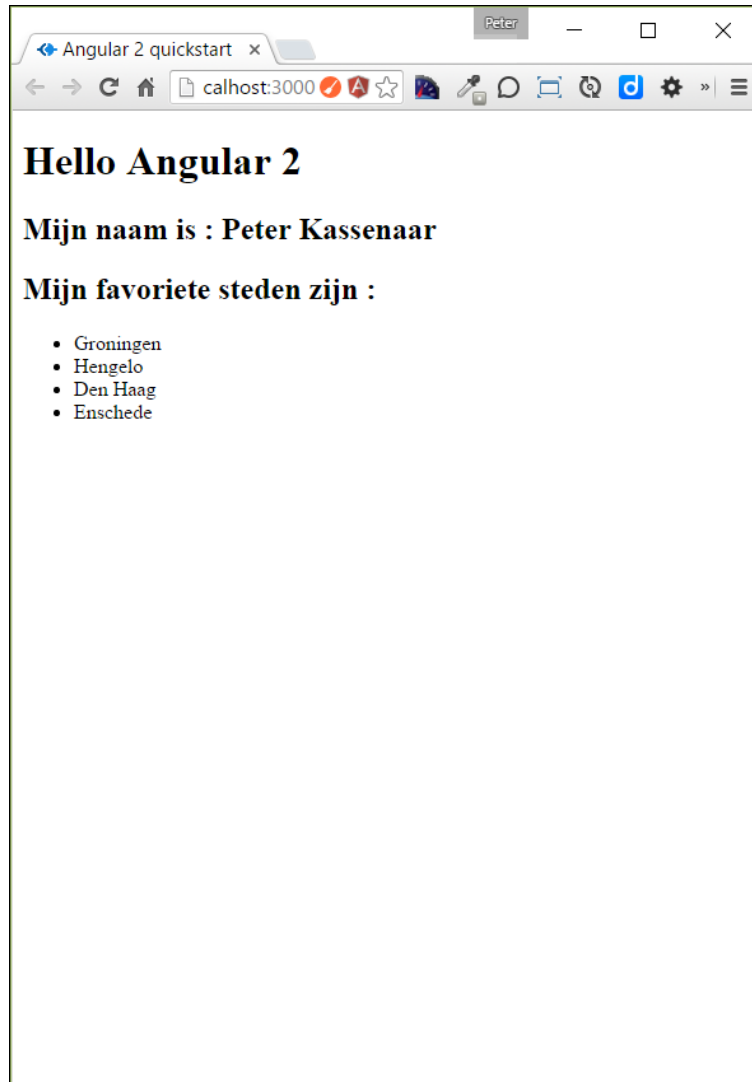 Peter
Angular 2 quickstart
calhost:3000
Hello Angular 2
Mijn naam is : Peter Kassenaar
Mijn favoriete steden zijn :
Groningen
Hengelo
Den Haag
Enschede